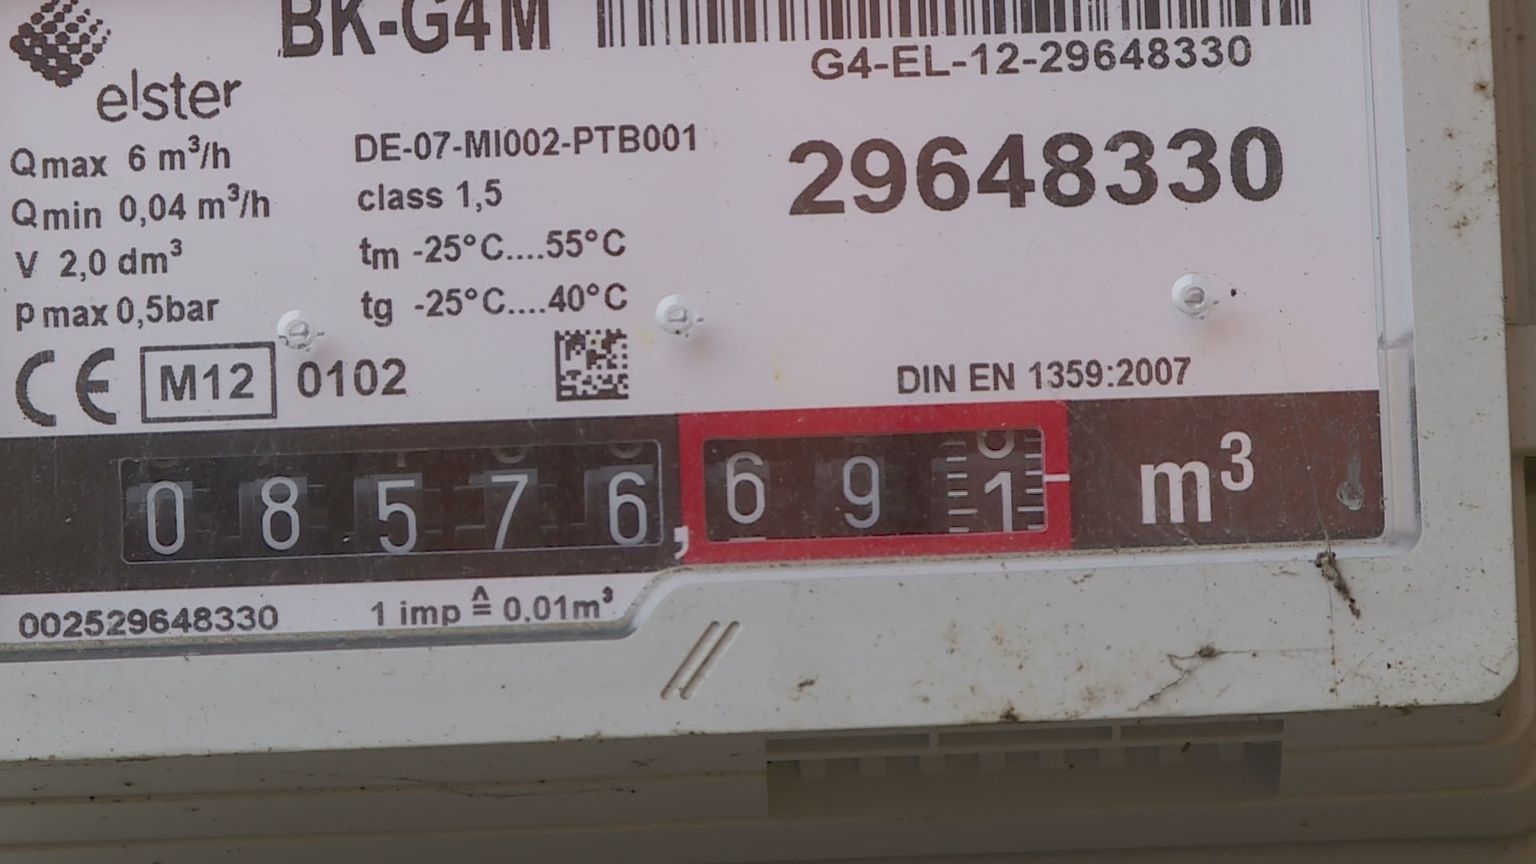 BK-G4M
elster
G4-EL-12-29648330
29648330
Qmax 6 m³/h
Qmin 0,04 m³/h
V 2,0 dm³
pmax 0,5bar
DE-07-MI002-PTB001
class 1,5
tm -25°C....55°C
tg -25°C....40°C
CE M12 0102
DIN EN 1359:2007
08576,691 m³
002529648330
1 imp ≙ 0.01m³